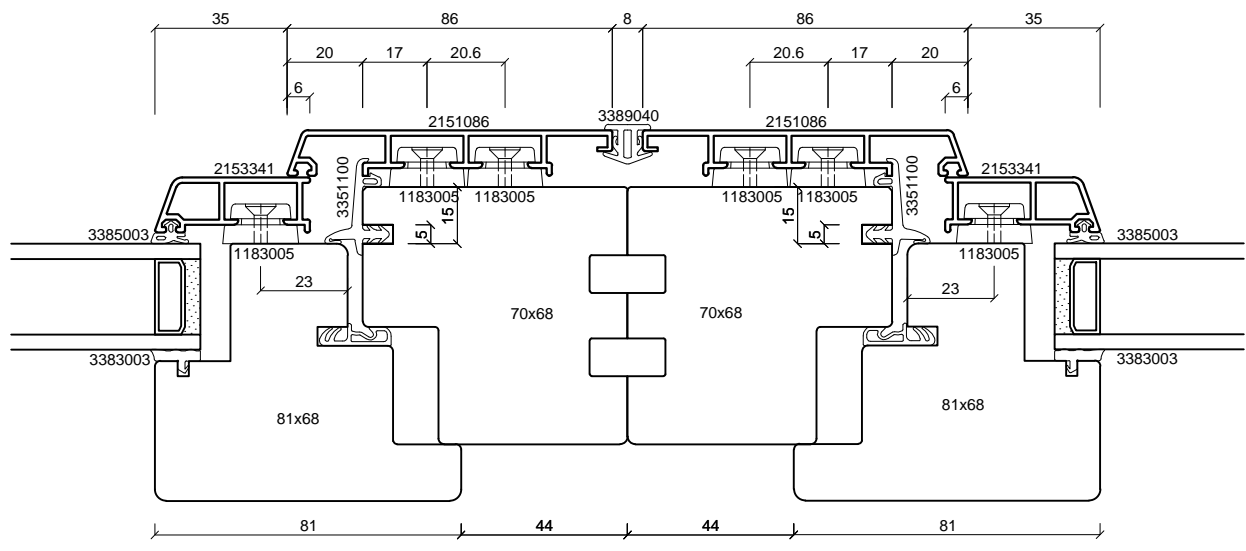 35 86 8 86 35
20 17 20.6 20.6 17 20
6 6
3389040
2151086 2151086
2153341 3351100 3351100 2153341
1183005 1183005 1183005 1183005
15 5 15 5
3385003 3385003
1183005 1183005
23 23
70x68 70x68
3383003 3383003
81x68 81x68
81 44 44 81